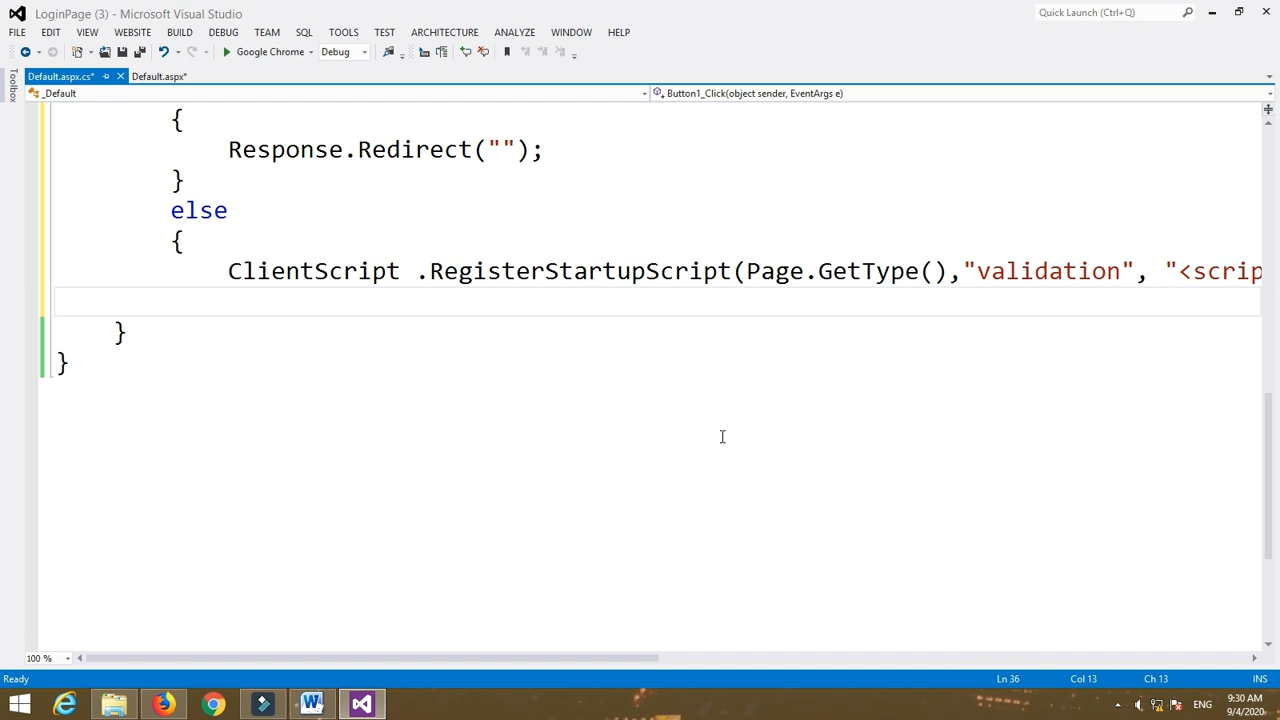 LoginPage (3) - Microsoft Visual Studio
Quick Launch (Ctrl+Q)
FILE EDIT VIEW WEBSITE BUILD DEBUG TEAM SQL TOOLS TEST ARCHITECTURE ANALYZE WINDOW HELP
Google Chrome Debug
Toolbox
Default.aspx.cs* Default.aspx*
_Default Button1_Click(object sender, EventArgs e)
{
Response.Redirect("");
}
else
{
ClientScript .RegisterStartupScript(Page.GetType(),"validation", "<scrip
}
}
100 %
Ready Ln 36 Col 13 Ch 13 INS
ENG 9:30 AM
9/4/2020